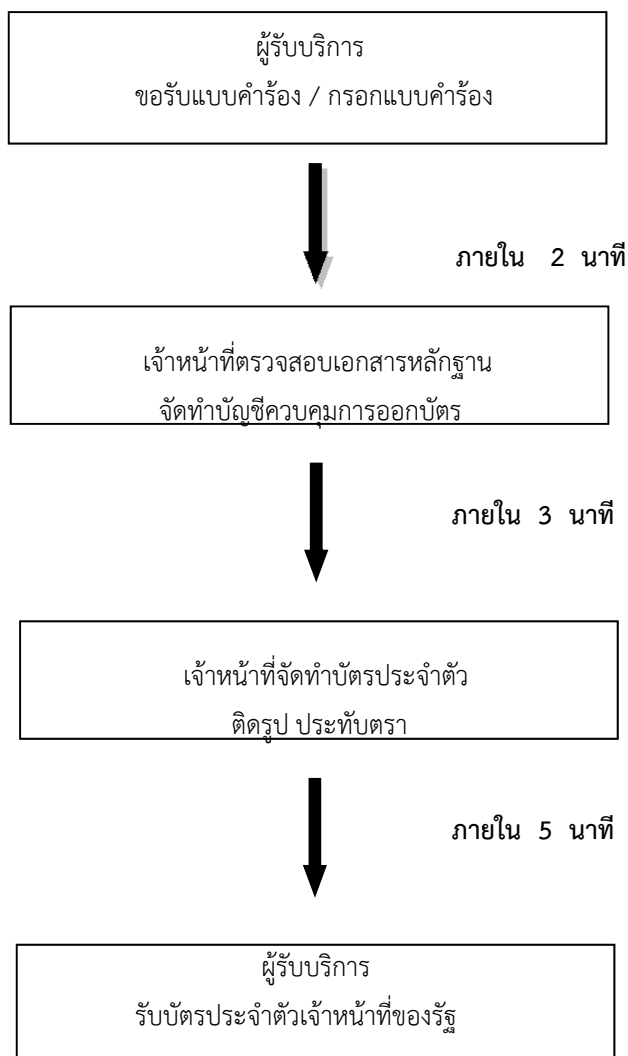 ผู้รับบริการ
ขอรับแบบคำร้อง / กรอกแบบคำร้อง
ภายใน 2 นาที
เจ้าหน้าที่ตรวจสอบเอกสารหลักฐาน
จัดทำบัญชีควบคุมการออกบัตร
ภายใน 3 นาที
เจ้าหน้าที่จัดทำบัตรประจำตัว
ติดรูป ประทับตรา
ภายใน 5 นาที
ผู้รับบริการ
รับบัตรประจำตัวเจ้าหน้าที่ของรัฐ